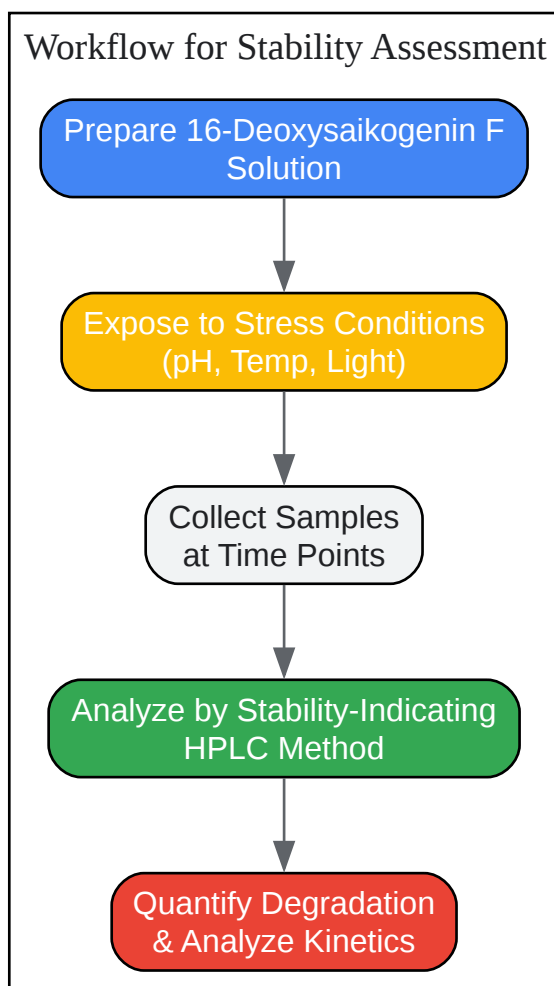 Workflow for Stability Assessment
Prepare 16-Deoxysaikogenin F
Solution
Expose to Stress Conditions
(pH, Temp, Light)
Collect Samples
at Time Points
Analyze by Stability-Indicating
HPLC Method
Quantify Degradation
& Analyze Kinetics